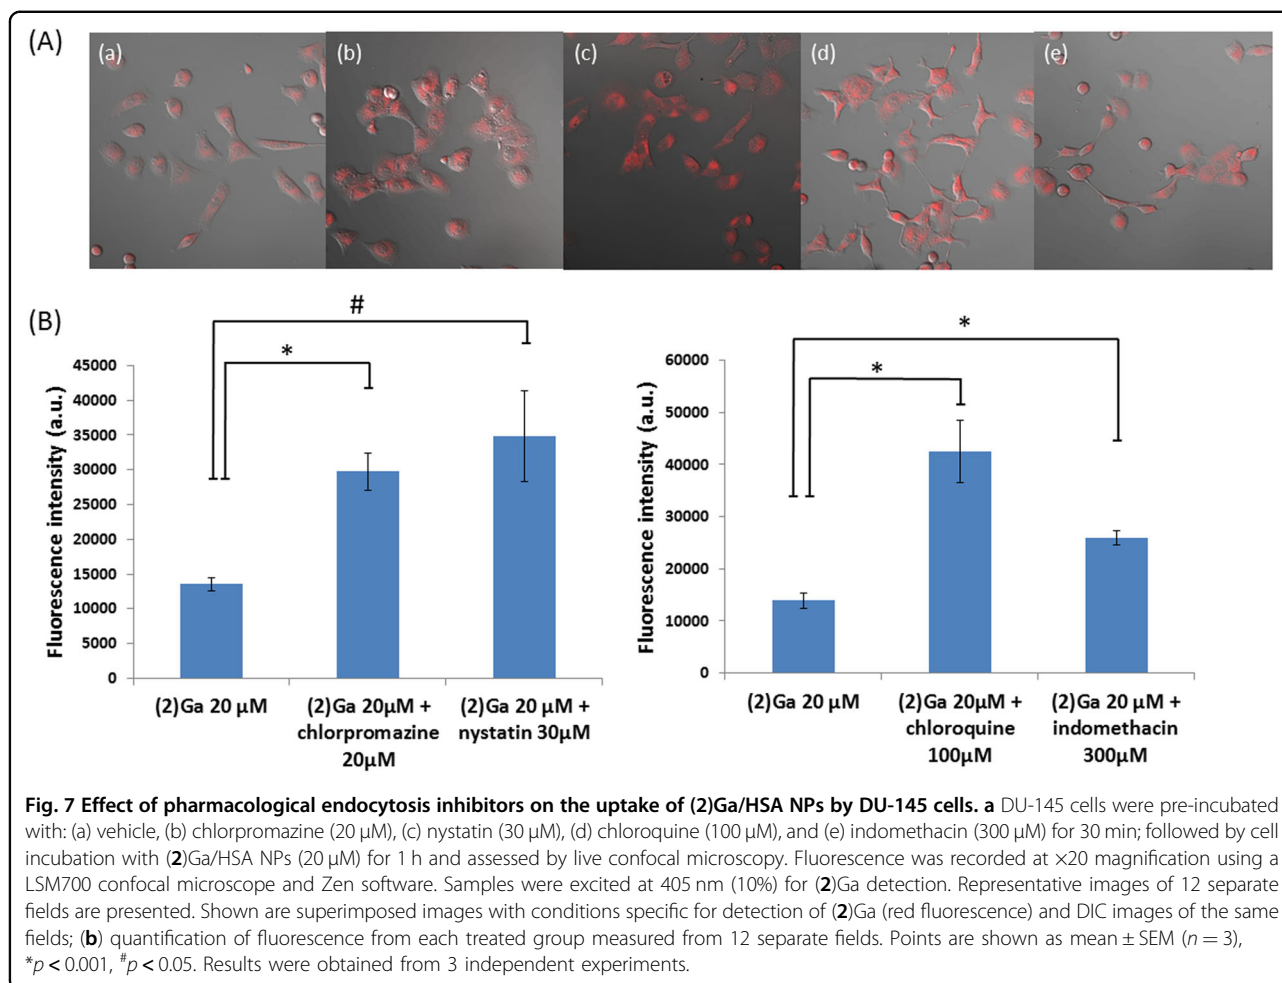 (A)
(a)
(b)
(c)
(d)
(e)
(B)
#
*
Fluorescence intensity (a.u.)
45000
40000
35000
30000
25000
20000
15000
10000
5000
0
(2)Ga 20 µM
(2)Ga 20µM +
chlorpromazine
20µM
(2)Ga 20 µM +
nystatin 30µM
*
*
Fluorescence intensity (a.u.)
60000
50000
40000
30000
20000
10000
0
(2)Ga 20 µM
(2)Ga 20µM +
chloroquine
100µM
(2)Ga 20 µM +
indomethacin
300µM
Fig. 7 Effect of pharmacological endocytosis inhibitors on the uptake of (2)Ga/HSA NPs by DU-145 cells. a DU-145 cells were pre-incubated
with: (a) vehicle, (b) chlorpromazine (20 µM), (c) nystatin (30 µM), (d) chloroquine (100 µM), and (e) indomethacin (300 µM) for 30 min; followed by cell
incubation with (2)Ga/HSA NPs (20 µM) for 1 h and assessed by live confocal microscopy. Fluorescence was recorded at ×20 magnification using a
LSM700 confocal microscope and Zen software. Samples were excited at 405 nm (10%) for (2)Ga detection. Representative images of 12 separate
fields are presented. Shown are superimposed images with conditions specific for detection of (2)Ga (red fluorescence) and DIC images of the same
fields; (b) quantification of fluorescence from each treated group measured from 12 separate fields. Points are shown as mean ± SEM (n = 3),
*p < 0.001, #p < 0.05. Results were obtained from 3 independent experiments.